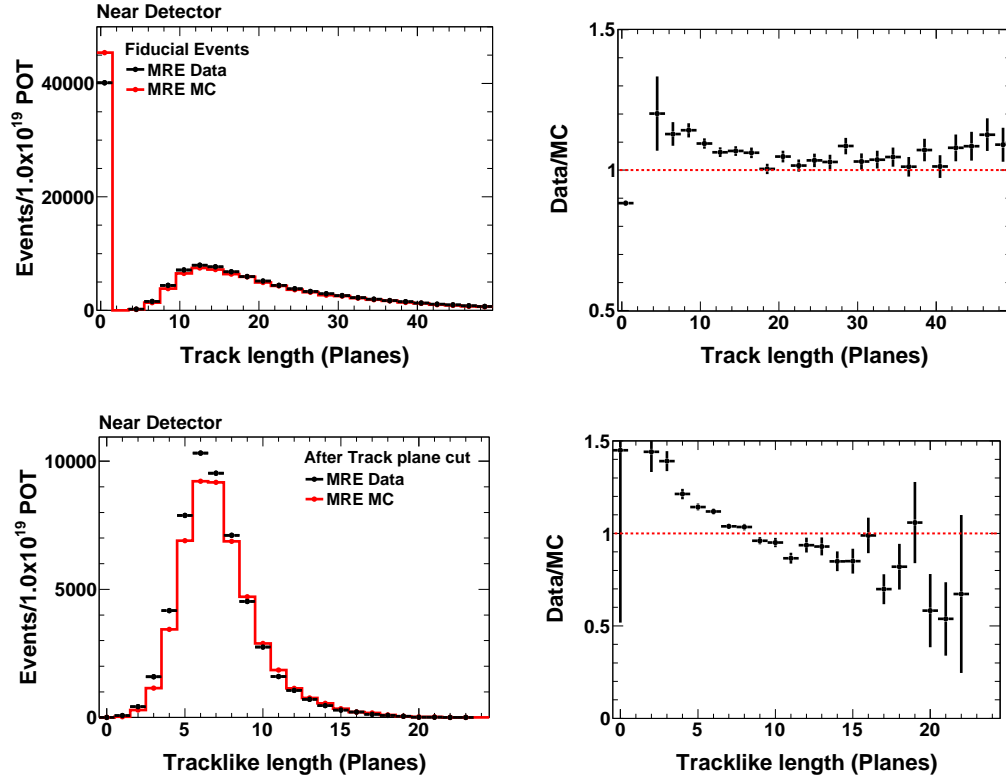 Near Detector
Fiducial Events
MRE Data
MRE MC
Events/1.0x10¹⁹ POT
40000
20000
0
0 10 20 30 40
Track length (Planes)
Data/MC
1.5
1
0.5
0 10 20 30 40
Track length (Planes)
Near Detector
After Track plane cut
MRE Data
MRE MC
Events/1.0x10¹⁹ POT
10000
5000
0
0 5 10 15 20
Tracklike length (Planes)
Data/MC
1.5
1
0.5
0
0 5 10 15 20
Tracklike length (Planes)